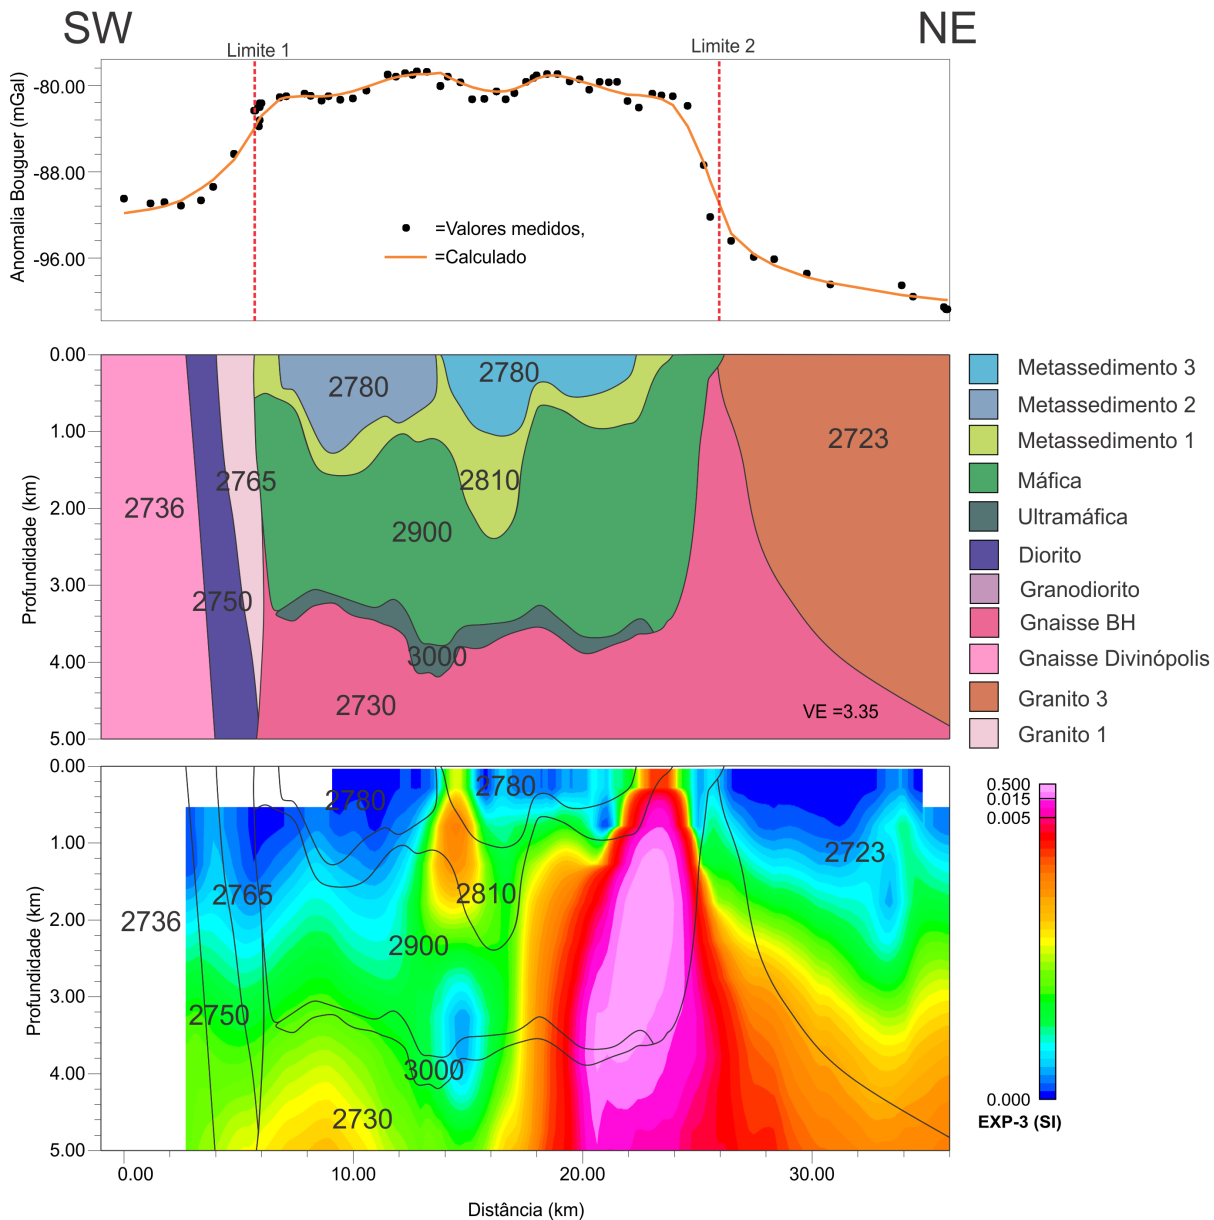 SW
NE
Limite 1
Limite 2
Anomalia Bouguer (mGal)
-80.00
-88.00
-96.00
=Valores medidos,
=Calculado
Profundidade (km)
0.00
1.00
2.00
3.00
4.00
5.00
2780
2780
2723
2765
2810
2736
2900
2750
3000
2730
VE =3.35
Metassedimento 3
Metassedimento 2
Metassedimento 1
Máfica
Ultramáfica
Diorito
Granodiorito
Gnaisse BH
Gnaisse Divinópolis
Granito 3
Granito 1
Profundidade (km)
0.00
1.00
2.00
3.00
4.00
5.00
2780
2780
2723
2765
2810
2736
2900
2750
3000
2730
0.500
0.015
0.005
0.000
EXP-3 (SI)
0.00
10.00
20.00
30.00
Distância (km)